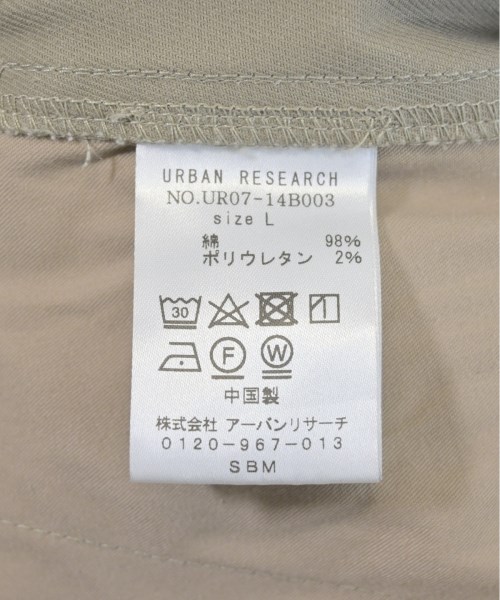 URBAN RESEARCH
NO.UR07-14B003
size L
綿 98%
ポリウレタン 2%
30
F W
中国製
株式会社 アーバンリサーチ
0120-967-013
SBM